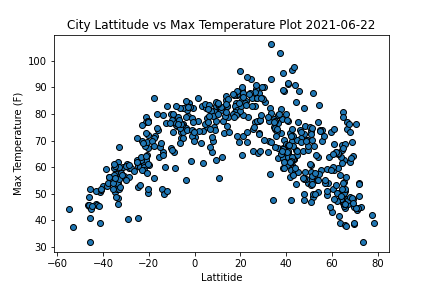 City Lattitude vs Max Temperature Plot 2021-06-22
100
90
80
70
60
50
40
30
Max Temperature (F)
−60 −40 −20 0 20 40 60 80
Lattitide